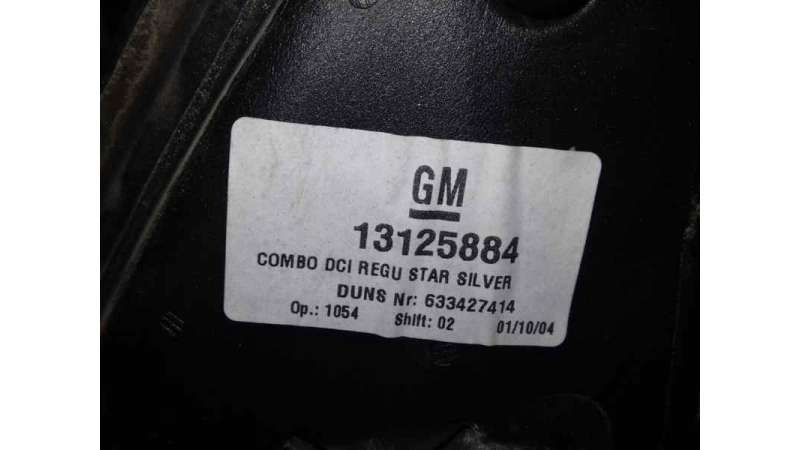 GM
13125884
COMBO DCI REGU STAR SILVER
DUNS Nr: 633427414
Op.: 1054 Shift: 02 01/10/04